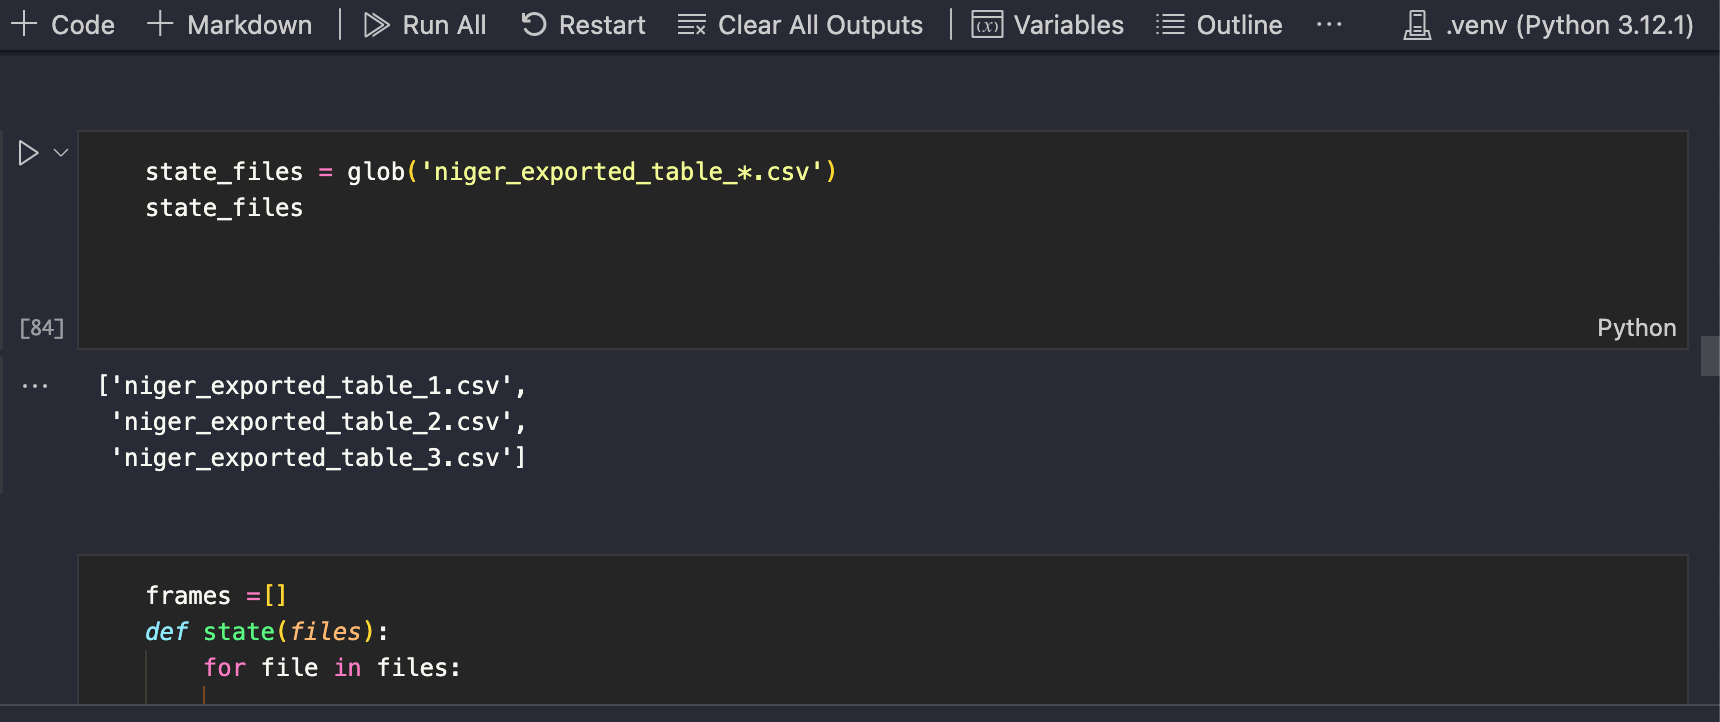 + Code + Markdown | Run All Restart Clear All Outputs | (x) Variables Outline ... .venv (Python 3.12.1)
state_files = glob('niger_exported_table_*.csv')
state_files
[84] Python
... ['niger_exported_table_1.csv',
'niger_exported_table_2.csv',
'niger_exported_table_3.csv']
frames =[]
def state(files):
for file in files: